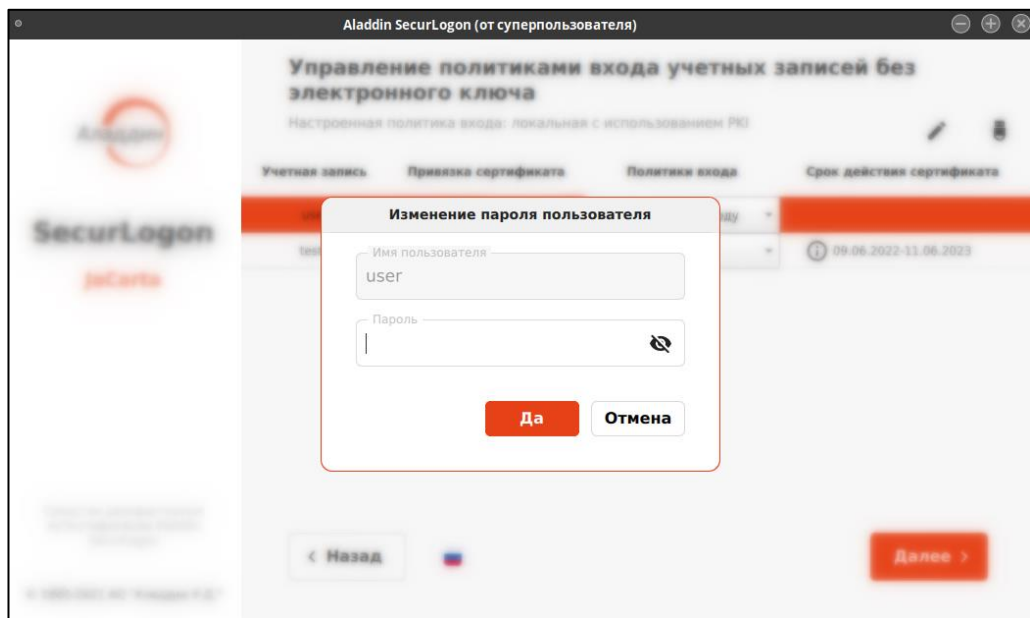 Aladdin SecurLogon (от суперпользователя)
Управление политиками входа учетных записей без
электронного ключа
Настроенная политика входа: локальная с использованием PKI
Аладдин
Учетная запись Привязка сертификата Политики входа Срок действия сертификата
SecurLogon
JaCarta
Изменение пароля пользователя
test
09.06.2022-11.06.2023
Имя пользователя
user
Пароль
Да Отмена
< Назад Далее >